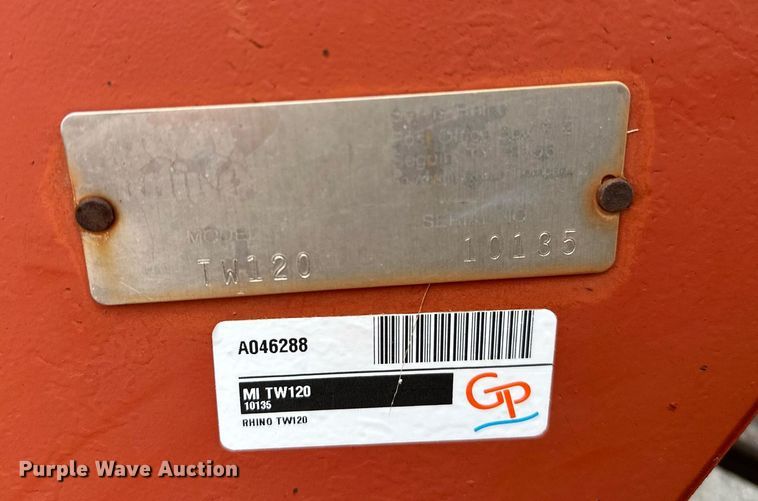 MODEL
SERIAL NO
TW120
10135
A046288
MI TW120
10135
RHINO TW120
GP
Purple Wave Auction